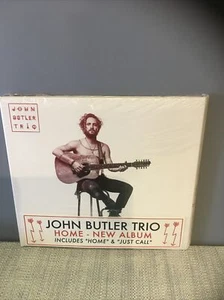 JOHN
BUTLER
TRIO
JOHN BUTLER TRIO
HOME - NEW ALBUM
INCLUDES "HOME" & "JUST CALL"